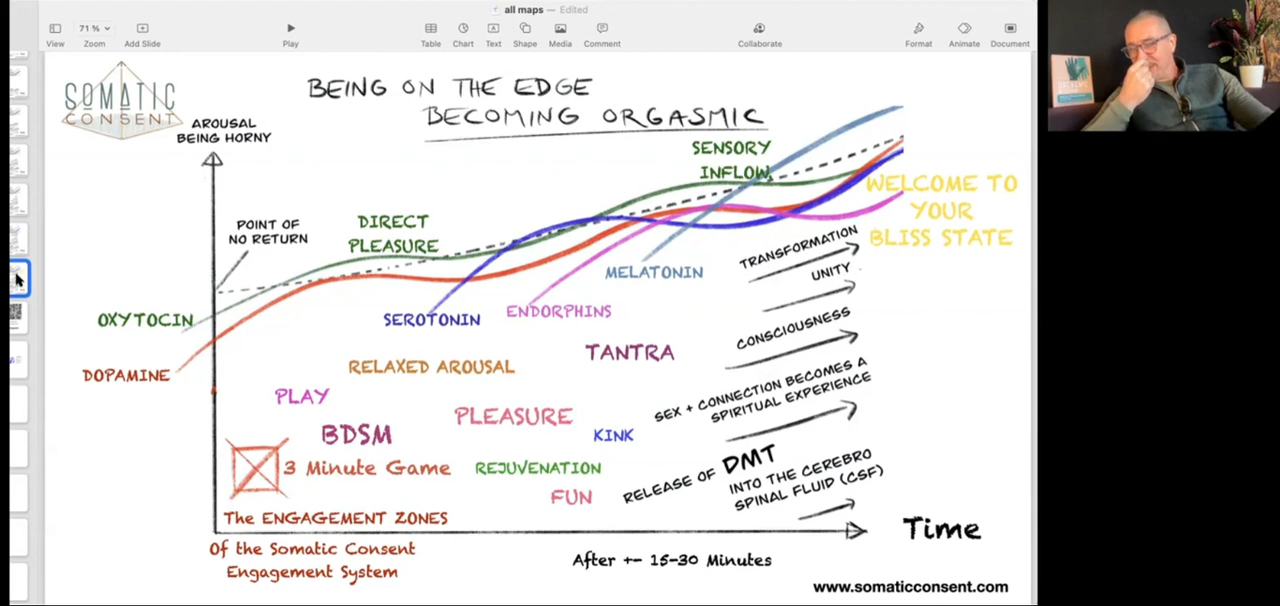 all maps — Edited
71 %
View
Zoom
Add Slide
Play
Table
Chart
Text
Shape
Media
Comment
Collaborate
Format
Animate
Document
SOMATIC
CONSENT
BEING ON THE EDGE
BECOMING ORGASMIC
AROUSAL
BEING HORNY
POINT OF
NO RETURN
DIRECT
PLEASURE
SENSORY
INFLOW
WELCOME TO
YOUR
BLISS STATE
OXYTOCIN
DOPAMINE
SEROTONIN
ENDORPHINS
MELATONIN
TRANSFORMATION
UNITY
CONSCIOUSNESS
SEX + CONNECTION BECOMES A
SPIRITUAL EXPERIENCE
RELEASE OF DMT
INTO THE CEREBRO
SPINAL FLUID (CSF)
RELAXED AROUSAL
TANTRA
PLAY
PLEASURE
BDSM
KINK
3 Minute Game
REJUVENATION
FUN
The ENGAGEMENT ZONES
Of the Somatic Consent
Engagement System
After +- 15-30 Minutes
Time
www.somaticconsent.com